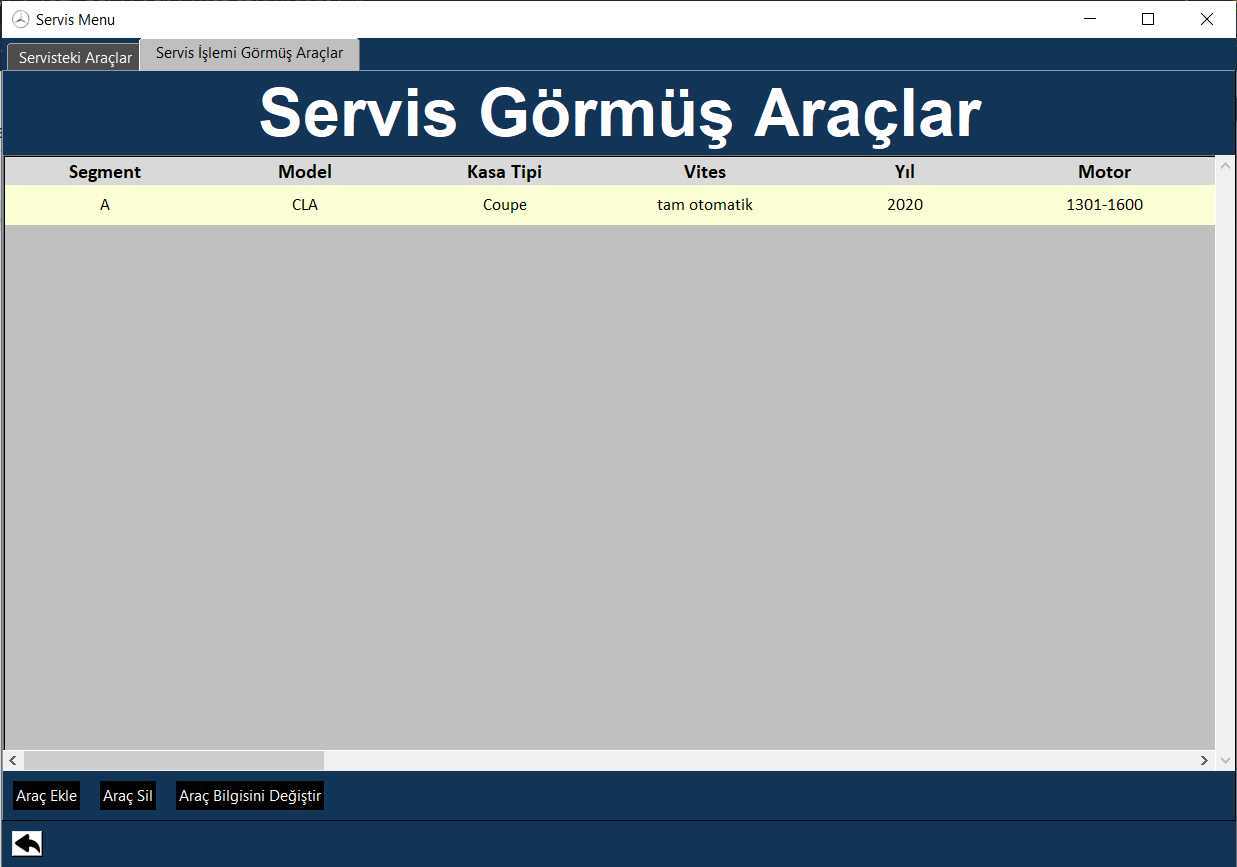 Servis Menu
Servisteki Araçlar Servis İşlemi Görmüş Araçlar
Servis Görmüş Araçlar
Segment Model Kasa Tipi Vites Yıl Motor
A CLA Coupe tam otomatik 2020 1301-1600
Araç Ekle Araç Sil Araç Bilgisini Değiştir